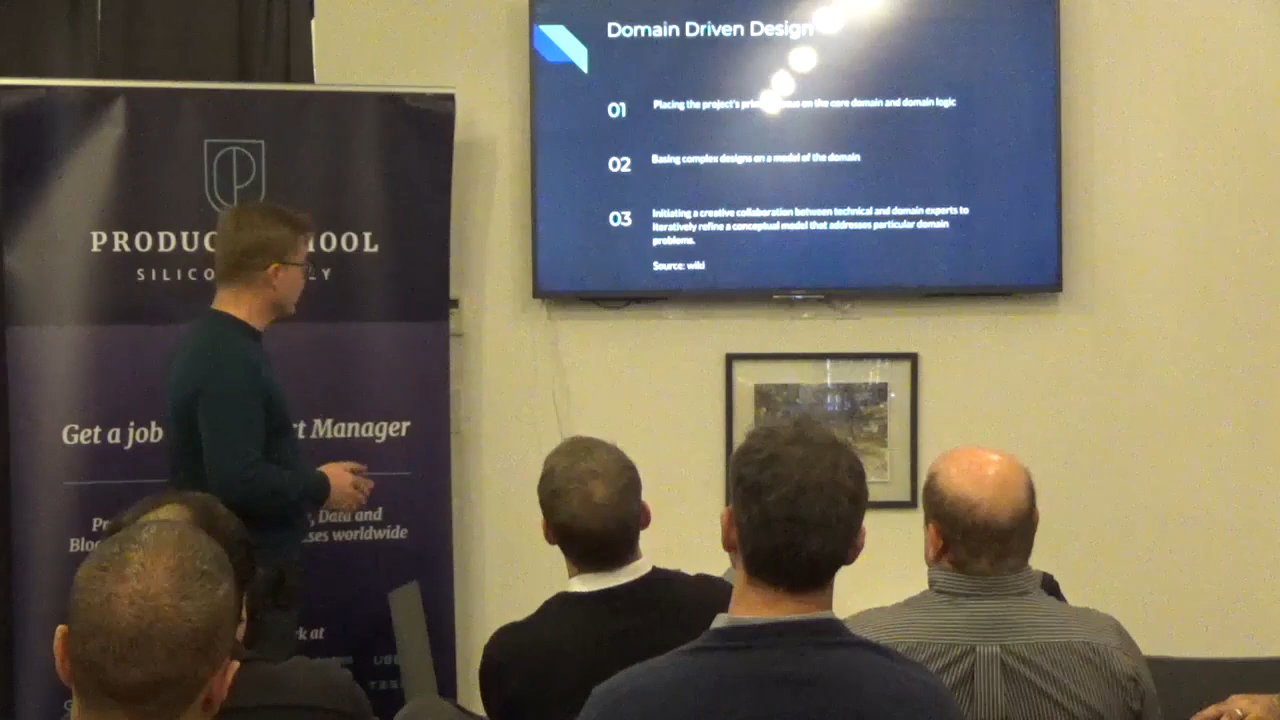 Domain Driven Design
01
Placing the project's on the core domain and domain logic
02
Basing complex designs on a model of the domain
03
Initiating a creative collaboration between technical and domain experts to
iteratively refine a conceptual model that addresses particular domain
problems.
Source: wiki
PRODUC OOL
SILICO
Get a job t Manager
Data and
worldwide
at